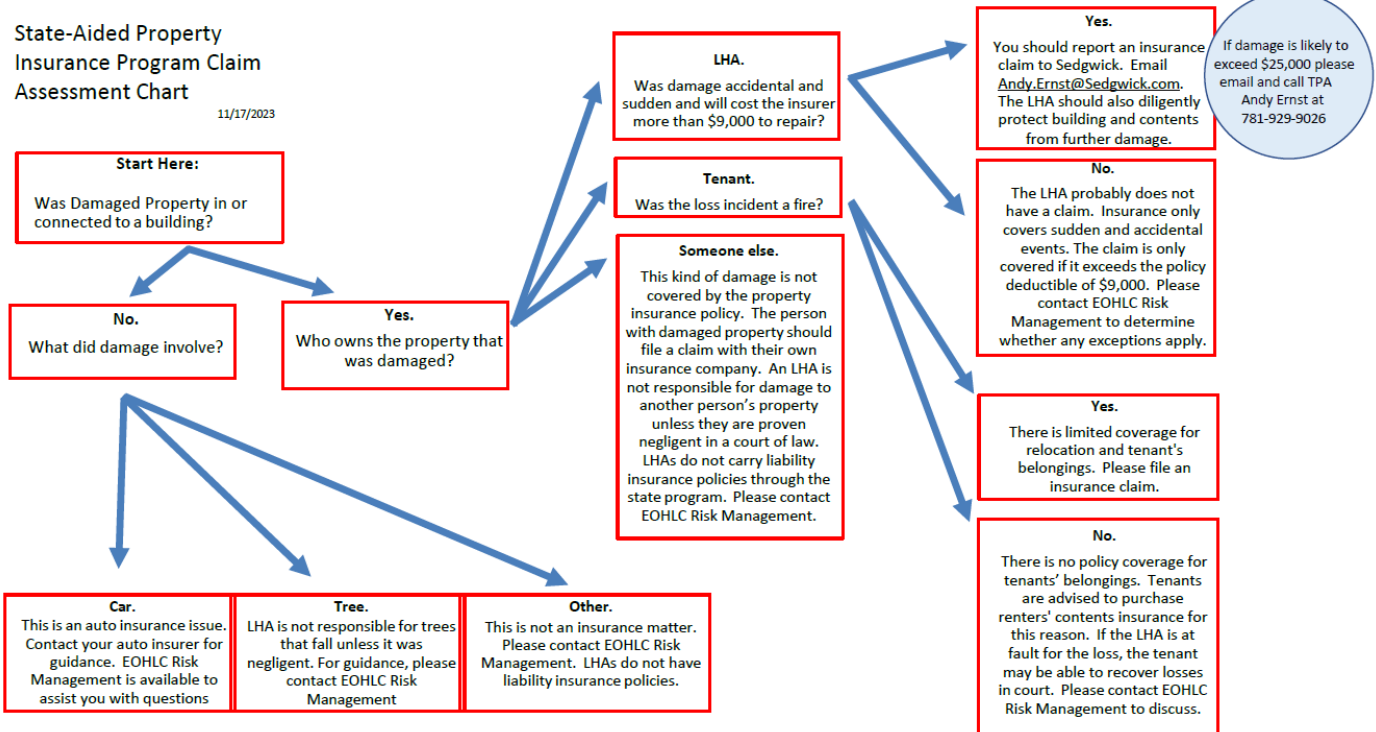 State-Aided Property
Insurance Program Claim
Assessment Chart
11/17/2023
Start Here:
Was Damaged Property in or
connected to a building?
No.
What did damage involve?
Yes.
Who owns the property that
was damaged?
LHA.
Was damage accidental and
sudden and will cost the insurer
more than $9,000 to repair?
Tenant.
Was the loss incident a fire?
Someone else.
This kind of damage is not
covered by the property
insurance policy. The person
with damaged property should
file a claim with their own
insurance company. An LHA is
not responsible for damage to
another person's property
unless they are proven
negligent in a court of law.
LHAs do not carry liability
insurance policies through the
state program. Please contact
EOHLC Risk Management.
Yes.
You should report an insurance
claim to Sedgwick. Email
Andy.Ernst@Sedgwick.com.
The LHA should also diligently
protect building and contents
from further damage.
If damage is likely to
exceed $25,000 please
email and call TPA
Andy Ernst at
781-929-9026
No.
The LHA probably does not
have a claim. Insurance only
covers sudden and accidental
events. The claim is only
covered if it exceeds the policy
deductible of $9,000. Please
contact EOHLC Risk
Management to determine
whether any exceptions apply.
Yes.
There is limited coverage for
relocation and tenant's
belongings. Please file an
insurance claim.
No.
There is no policy coverage for
tenants' belongings. Tenants
are advised to purchase
renters' contents insurance for
this reason. If the LHA is at
fault for the loss, the tenant
may be able to recover losses
in court. Please contact EOHLC
Risk Management to discuss.
Car.
This is an auto insurance issue.
Contact your auto insurer for
guidance. EOHLC Risk
Management is available to
assist you with questions
Tree.
LHA is not responsible for trees
that fall unless it was
negligent. For guidance, please
contact EOHLC Risk
Management
Other.
This is not an insurance matter.
Please contact EOHLC Risk
Management. LHAs do not have
liability insurance policies.